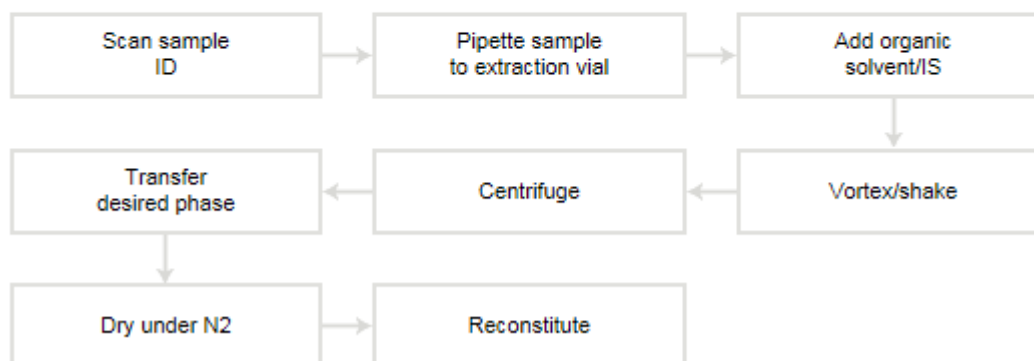 Scan sample
ID
Pipette sample
to extraction vial
Add organic
solvent/IS
Vortex/shake
Centrifuge
Transfer
desired phase
Dry under N2
Reconstitute